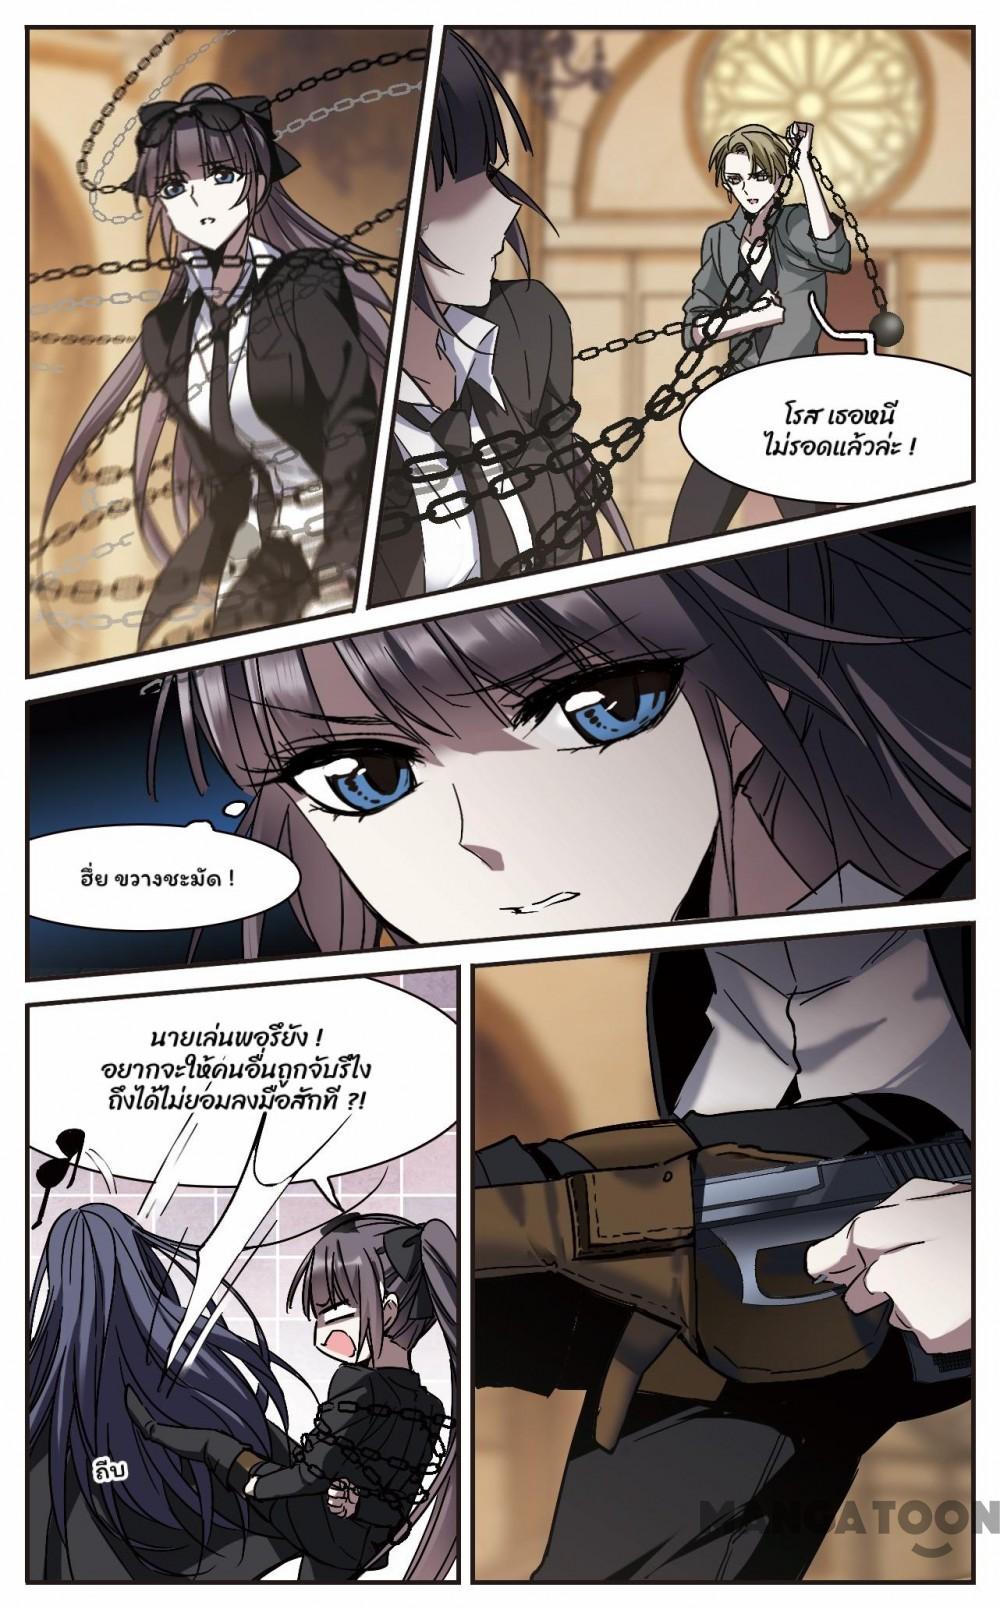 โรส เธอหนี
ไม่รอดแล้วล่ะ !
ฮึ่ย ขวางชะมัด !
นายเล่นพอรึยัง !
อยากจะให้คนอื่นถูกจับรึไง
ถึงได้ไม่ยอมลงมือสักที ?!
ถีบ
MANGATOON